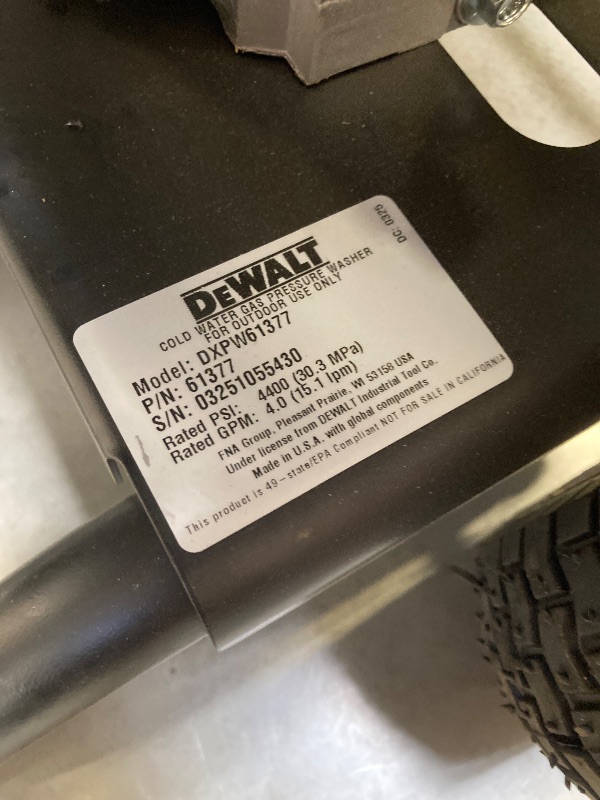 DC: 0325
DEWALT
COLD WATER GAS PRESSURE WASHER
FOR OUTDOOR USE ONLY
Model: DXPW61377
P/N: 61377
S/N: 03251055430
Rated PSI: 4400 (30.3 MPa)
Rated GPM: 4.0 (15.1 lpm)
FNA Group, Pleasant Prairie, WI 53158 USA
Under license from DEWALT Industrial Tool Co.
Made in U.S.A. with global components
This product is 49-state/EPA Compliant NOT FOR SALE IN CALIFORNIA